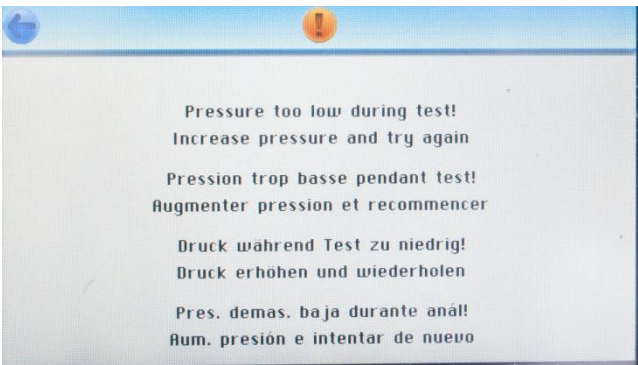 Pressure too low during test!
Increase pressure and try again
Pression trop basse pendant test!
Augmenter pression et recommencer
Druck während Test zu niedrig!
Druck erhöhen und wiederholen
Pres. demas. baja durante anál!
Aum. presión e intentar de nuevo